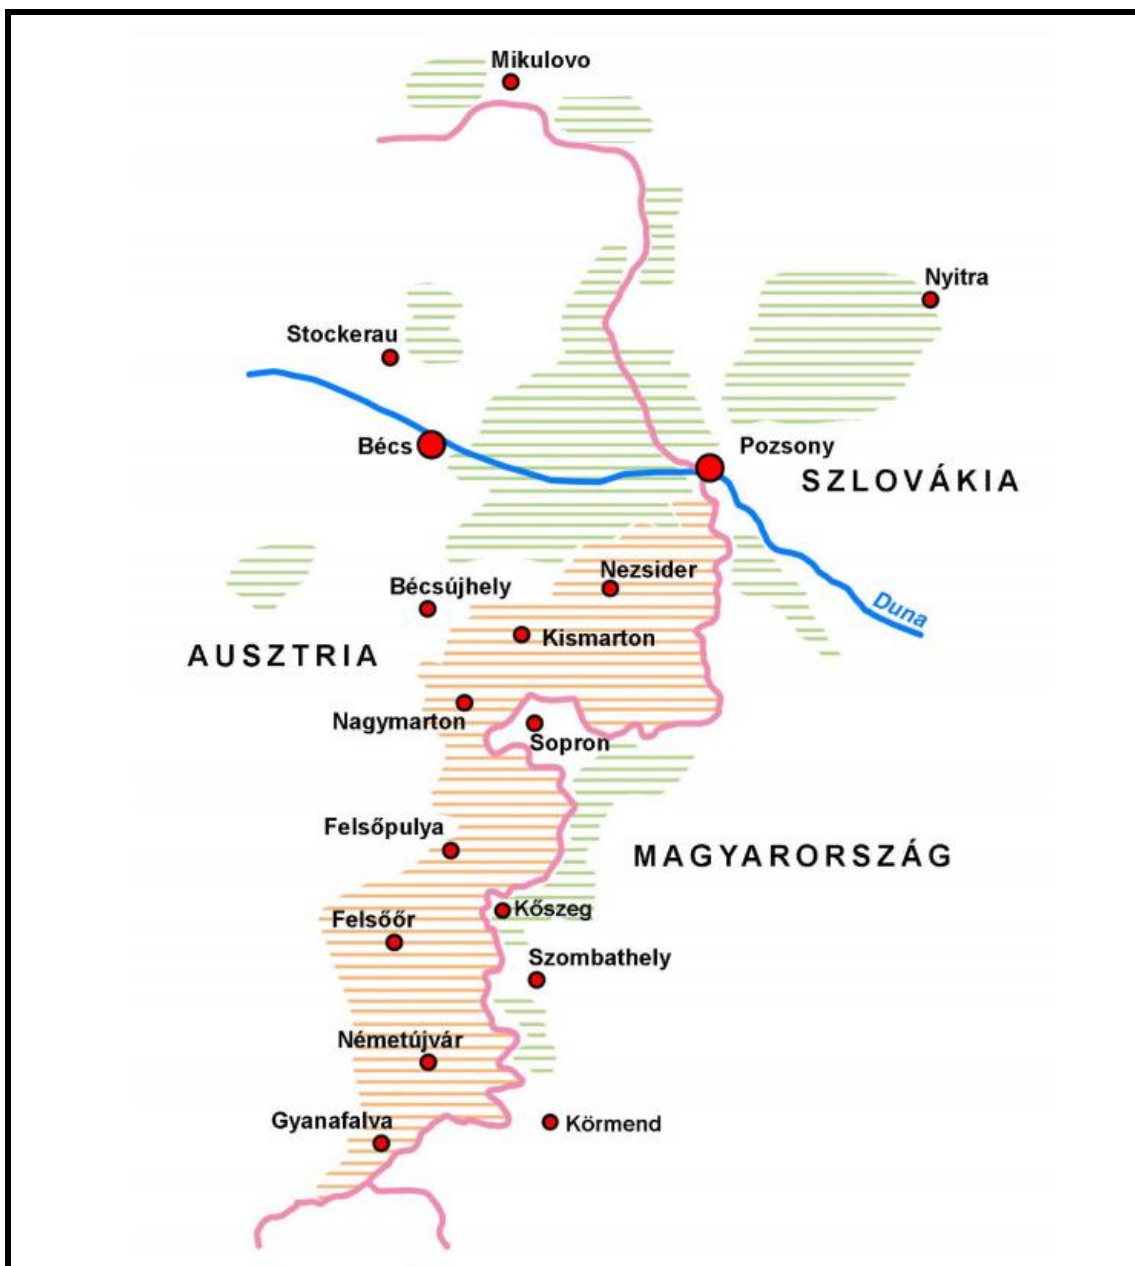 Mikulovo
Nyitra
Stockerau
Bécs
Pozsony
SZLOVÁKIA
Nezsider
Bécsújhely
Duna
Kismarton
AUSZTRIA
Nagymarton
Sopron
Felsőpulya
MAGYARORSZÁG
Kőszeg
Felsőőr
Szombathely
Németújvár
Gyanafalva
Körmend